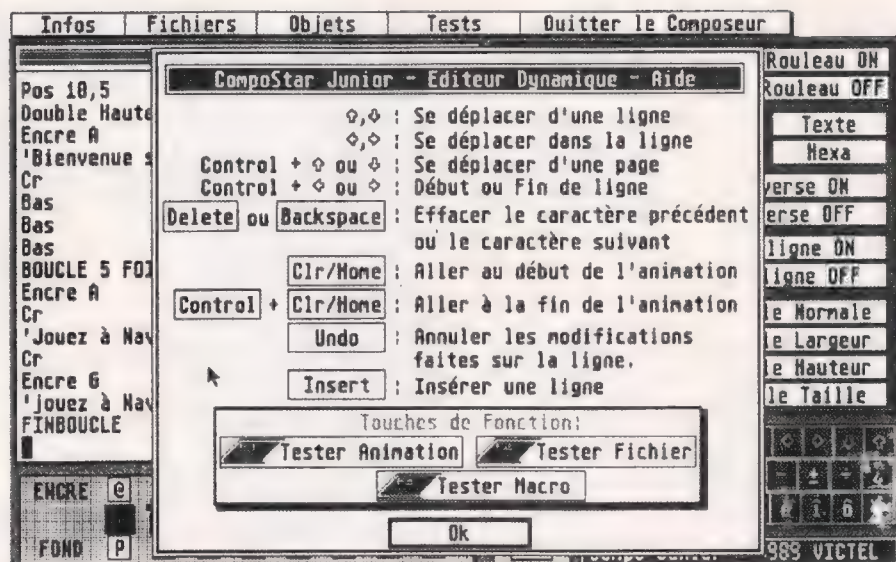 Infos Fichiers Objets Tests Quitter le Composeur
Pos 10,5
Double Haute
Encre A
'Bienvenue s
Cr
Bas
Bas
Bas
BOUCLE 5 FOI
Encre A
Cr
'Jouez à Nav
Cr
Encre G
'jouez à Nav
FINBOUCLE
CompoStar Junior - Editeur Dynamique - Aide
⇧,⇩ : Se déplacer d'une ligne
⇦,⇨ : Se déplacer dans la ligne
Control + ⇧ ou ⇩ : Se déplacer d'une page
Control + ⇦ ou ⇨ : Début ou Fin de ligne
Delete ou Backspace : Effacer le caractère précédent
ou le caractère suivant
Clr/Home : Aller au début de l'animation
Control + Clr/Home : Aller à la fin de l'animation
Undo : Annuler les modifications
faites sur la ligne.
Insert : Insérer une ligne
Touches de Fonction:
Tester Animation
Tester Fichier
Tester Macro
Ok
Rouleau ON
Rouleau OFF
Texte
Hexa
verse ON
erse OFF
ligne ON
ligne OFF
le Normale
le Largeur
le Hauteur
le Taille
ENCRE @
FOND P
Compo Junior
989 VICTEL